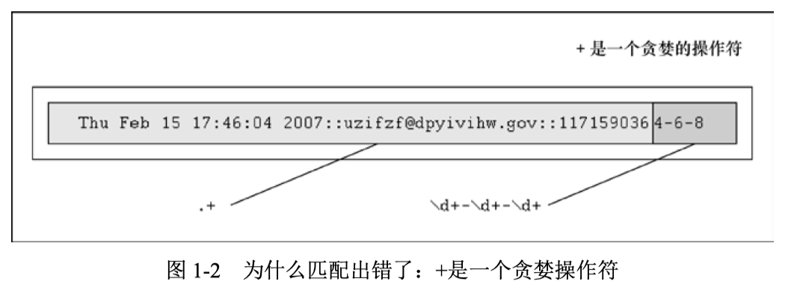 + 是一个贪婪的操作符
Thu Feb 15 17:46:04 2007::uzifzf@dpyivihw.gov::1171590364-6-8
.+
\d+-\d+-\d+
图 1-2 为什么匹配出错了：+是一个贪婪操作符